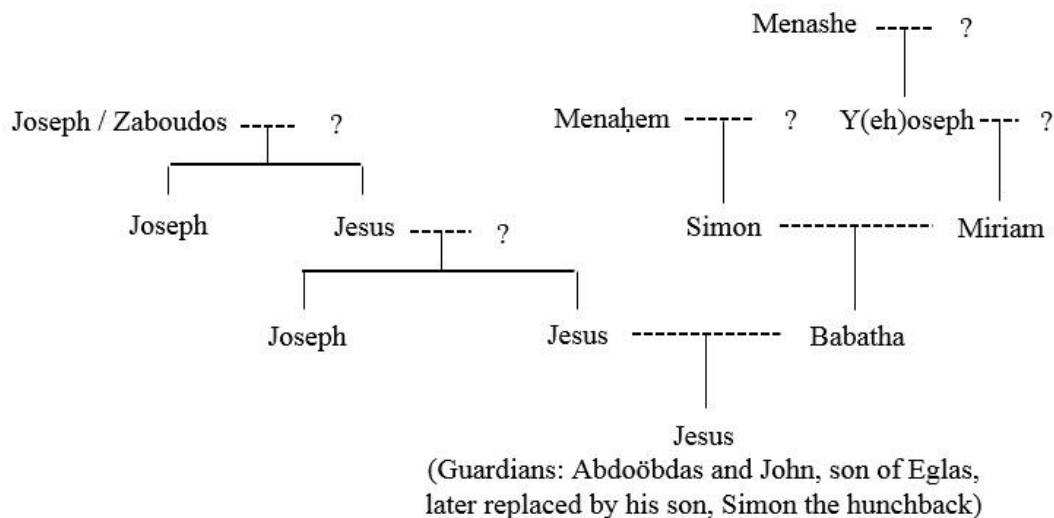 Menashe ?
Joseph / Zaboudos ? Menaḥem ? Y(eh)oseph ?
Joseph Jesus ? Simon Miriam
Joseph Jesus Babatha
Jesus
(Guardians: Abdoöbdas and John, son of Eglas,
later replaced by his son, Simon the hunchback)